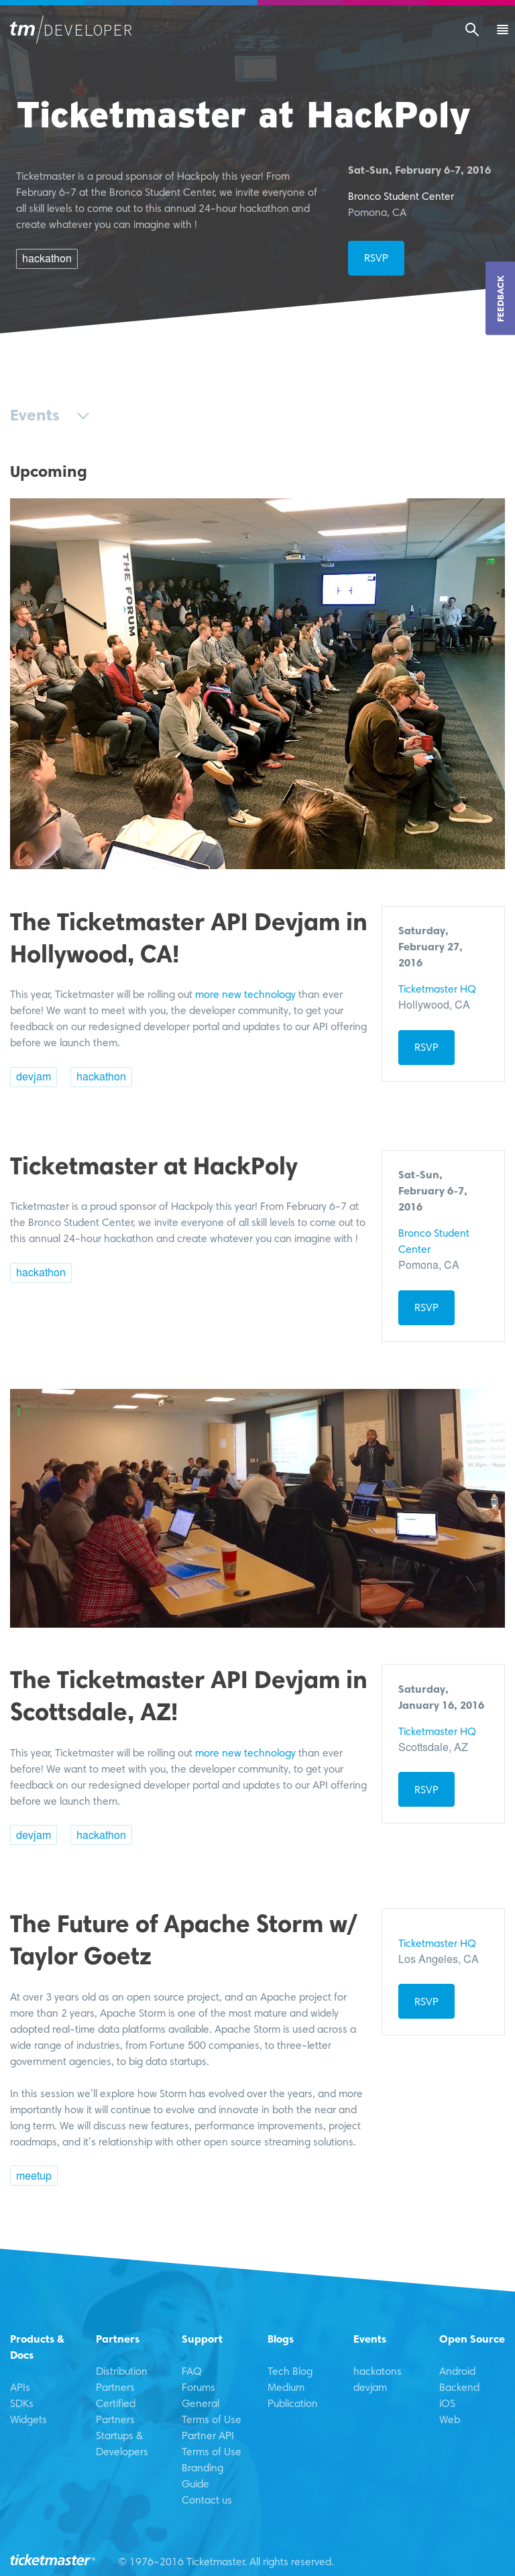 tm/DEVELOPER
Ticketmaster at HackPoly
Ticketmaster is a proud sponsor of Hackpoly this year! From
February 6-7 at the Bronco Student Center, we invite everyone of
all skill levels to come out to this annual 24-hour hackathon and
create whatever you can imagine with !
hackathon
Sat-Sun, February 6-7, 2016
Bronco Student Center
Pomona, CA
RSVP
FEEDBACK
Events
Upcoming
THE FORUM
The Ticketmaster API Devjam in
Hollywood, CA!
This year, Ticketmaster will be rolling out more new technology than ever
before! We want to meet with you, the developer community, to get your
feedback on our redesigned developer portal and updates to our API offering
before we launch them.
devjam hackathon
Saturday,
February 27,
2016
Ticketmaster HQ
Hollywood, CA
RSVP
Ticketmaster at HackPoly
Ticketmaster is a proud sponsor of Hackpoly this year! From February 6-7 at
the Bronco Student Center, we invite everyone of all skill levels to come out to
this annual 24-hour hackathon and create whatever you can imagine with !
hackathon
Sat-Sun,
February 6-7,
2016
Bronco Student
Center
Pomona, CA
RSVP
The Ticketmaster API Devjam in
Scottsdale, AZ!
This year, Ticketmaster will be rolling out more new technology than ever
before! We want to meet with you, the developer community, to get your
feedback on our redesigned developer portal and updates to our API offering
before we launch them.
devjam hackathon
Saturday,
January 16, 2016
Ticketmaster HQ
Scottsdale, AZ
RSVP
The Future of Apache Storm w/
Taylor Goetz
At over 3 years old as an open source project, and an Apache project for
more than 2 years, Apache Storm is one of the most mature and widely
adopted real-time data platforms available. Apache Storm is used across a
wide range of industries, from Fortune 500 companies, to three-letter
government agencies, to big data startups.
In this session we'll explore how Storm has evolved over the years, and more
importantly how it will continue to evolve and innovate in both the near and
long term. We will discuss new features, performance improvements, project
roadmaps, and it's relationship with other open source streaming solutions.
meetup
Ticketmaster HQ
Los Angeles, CA
RSVP
Products &
Docs
APIs
SDKs
Widgets
Partners
Distribution
Partners
Certified
Partners
Startups &
Developers
Support
FAQ
Forums
General
Terms of Use
Partner API
Terms of Use
Branding
Guide
Contact us
Blogs
Tech Blog
Medium
Publication
Events
hackatons
devjam
Open Source
Android
Backend
iOS
Web
ticketmaster®
© 1976-2016 Ticketmaster. All rights reserved.